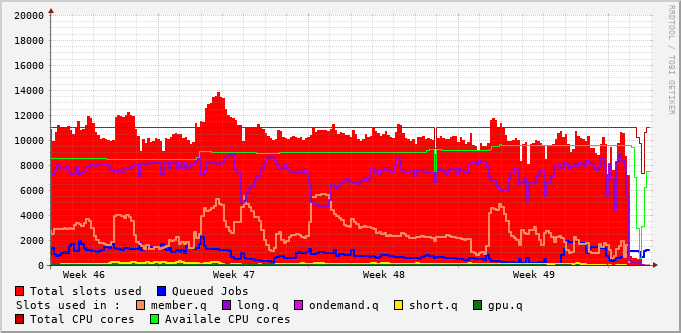 20000
18000
16000
14000
12000
10000
8000
6000
4000
2000
0
Week 46 Week 47 Week 48 Week 49
RRDTOOL / TOBI OETIKER
Total slots used Queued Jobs
Slots used in : member.q long.q ondemand.q short.q gpu.q
Total CPU cores Availale CPU cores